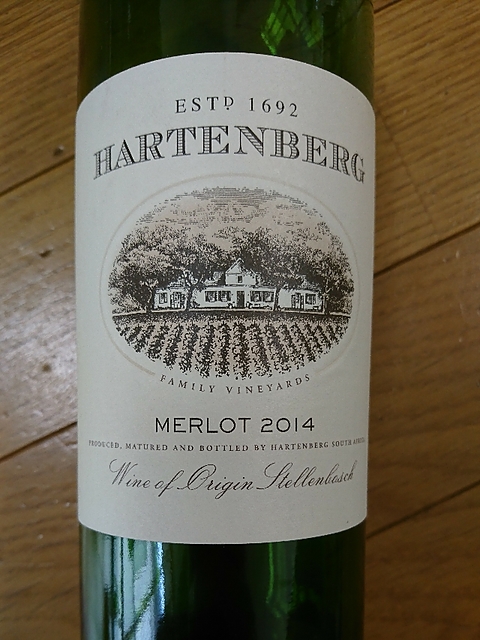 ESTD 1692
HARTENBERG
FAMILY VINEYARDS
MERLOT 2014
PRODUCED, MATURED AND BOTTLED BY HARTENBERG SOUTH AFRICA
Wine of Origin Stellenbosch